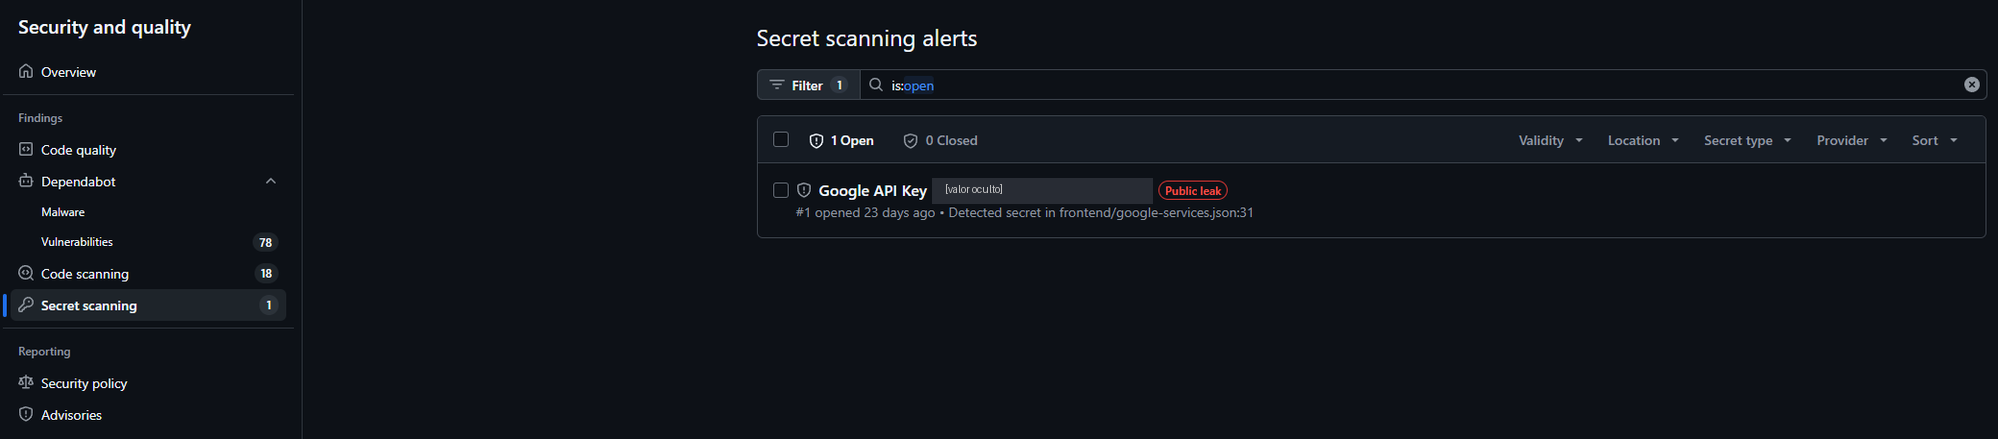 Security and quality
Overview
Findings
Code quality
Dependabot
Malware
Vulnerabilities 78
Code scanning 18
Secret scanning 1
Reporting
Security policy
Advisories
Secret scanning alerts
Filter 1 is:open
1 Open 0 Closed Validity Location Secret type Provider Sort
Google API Key [valor oculto] Public leak
#1 opened 23 days ago • Detected secret in frontend/google-services.json:31